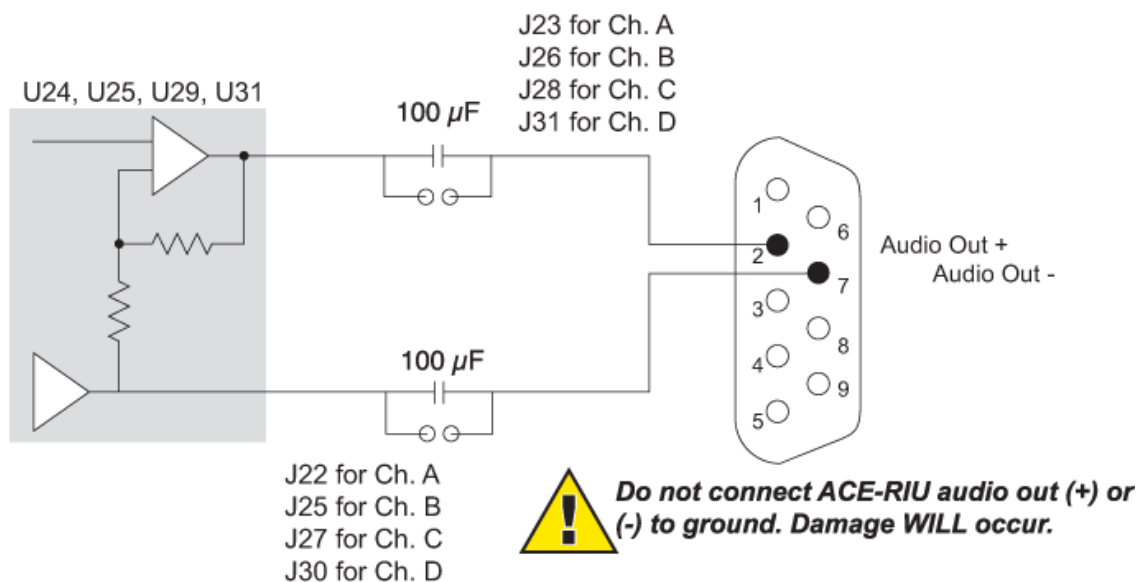 J23 for Ch. A
J26 for Ch. B
J28 for Ch. C
J31 for Ch. D
U24, U25, U29, U31
100 µF
1
6
2
Audio Out +
7
Audio Out -
3
8
4
9
5
100 µF
J22 for Ch. A
J25 for Ch. B
J27 for Ch. C
J30 for Ch. D
!
Do not connect ACE-RIU audio out (+) or
(-) to ground. Damage WILL occur.